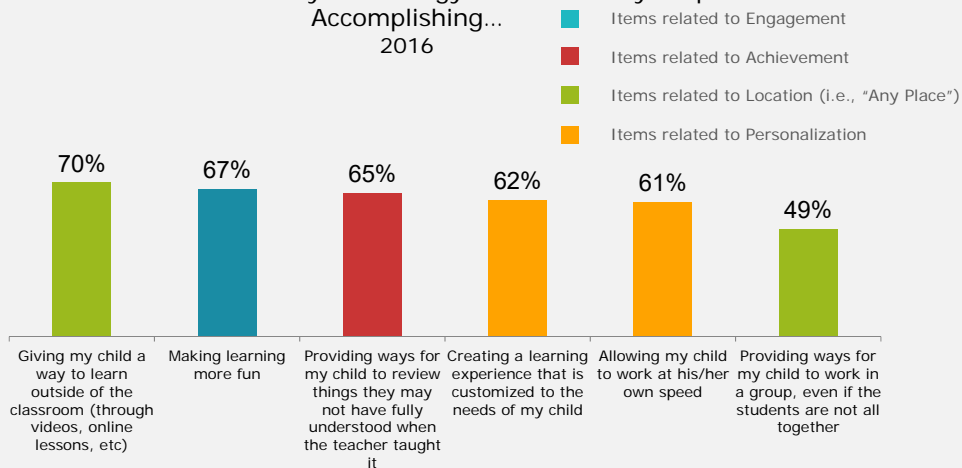 Accomplishing...
2016
Items related to Engagement
Items related to Achievement
Items related to Location (i.e., "Any Place")
Items related to Personalization
70%
67%
65%
62%
61%
49%
Giving my child a
way to learn
outside of the
classroom (through
videos, online
lessons, etc)
Making learning
more fun
Providing ways for
my child to review
things they may
not have fully
understood when
the teacher taught
it
Creating a learning
experience that is
customized to the
needs of my child
Allowing my child
to work at his/her
own speed
Providing ways for
my child to work in
a group, even if the
students are not all
together